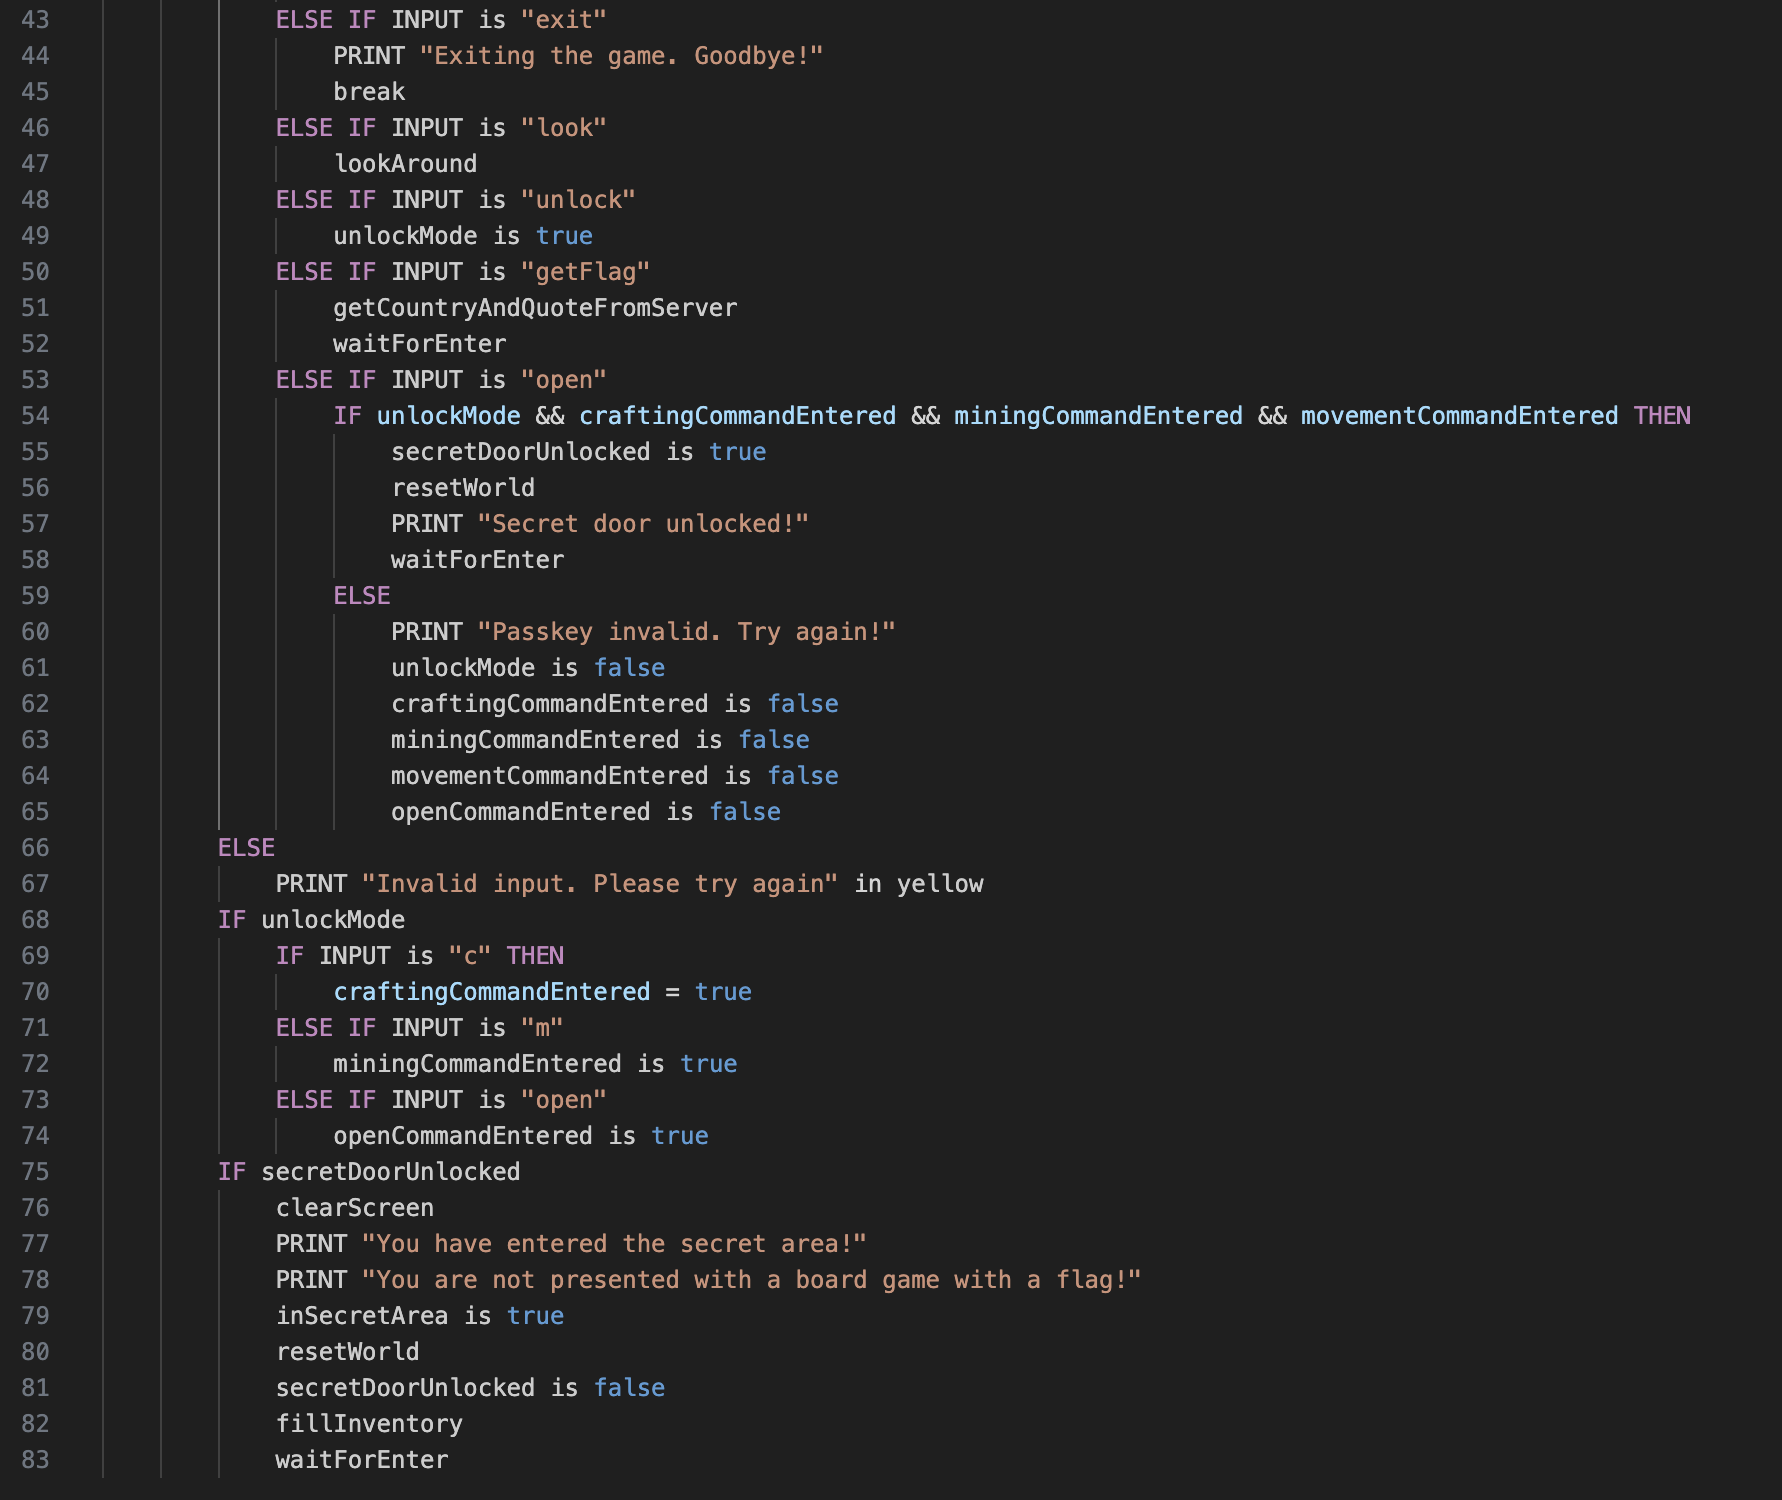 43 ELSE IF INPUT is "exit"
44 PRINT "Exiting the game. Goodbye!"
45 break
46 ELSE IF INPUT is "look"
47 lookAround
48 ELSE IF INPUT is "unlock"
49 unlockMode is true
50 ELSE IF INPUT is "getFlag"
51 getCountryAndQuoteFromServer
52 waitForEnter
53 ELSE IF INPUT is "open"
54 IF unlockMode && craftingCommandEntered && miningCommandEntered && movementCommandEntered THEN
55 secretDoorUnlocked is true
56 resetWorld
57 PRINT "Secret door unlocked!"
58 waitForEnter
59 ELSE
60 PRINT "Passkey invalid. Try again!"
61 unlockMode is false
62 craftingCommandEntered is false
63 miningCommandEntered is false
64 movementCommandEntered is false
65 openCommandEntered is false
66 ELSE
67 PRINT "Invalid input. Please try again" in yellow
68 IF unlockMode
69 IF INPUT is "c" THEN
70 craftingCommandEntered = true
71 ELSE IF INPUT is "m"
72 miningCommandEntered is true
73 ELSE IF INPUT is "open"
74 openCommandEntered is true
75 IF secretDoorUnlocked
76 clearScreen
77 PRINT "You have entered the secret area!"
78 PRINT "You are not presented with a board game with a flag!"
79 inSecretArea is true
80 resetWorld
81 secretDoorUnlocked is false
82 fillInventory
83 waitForEnter